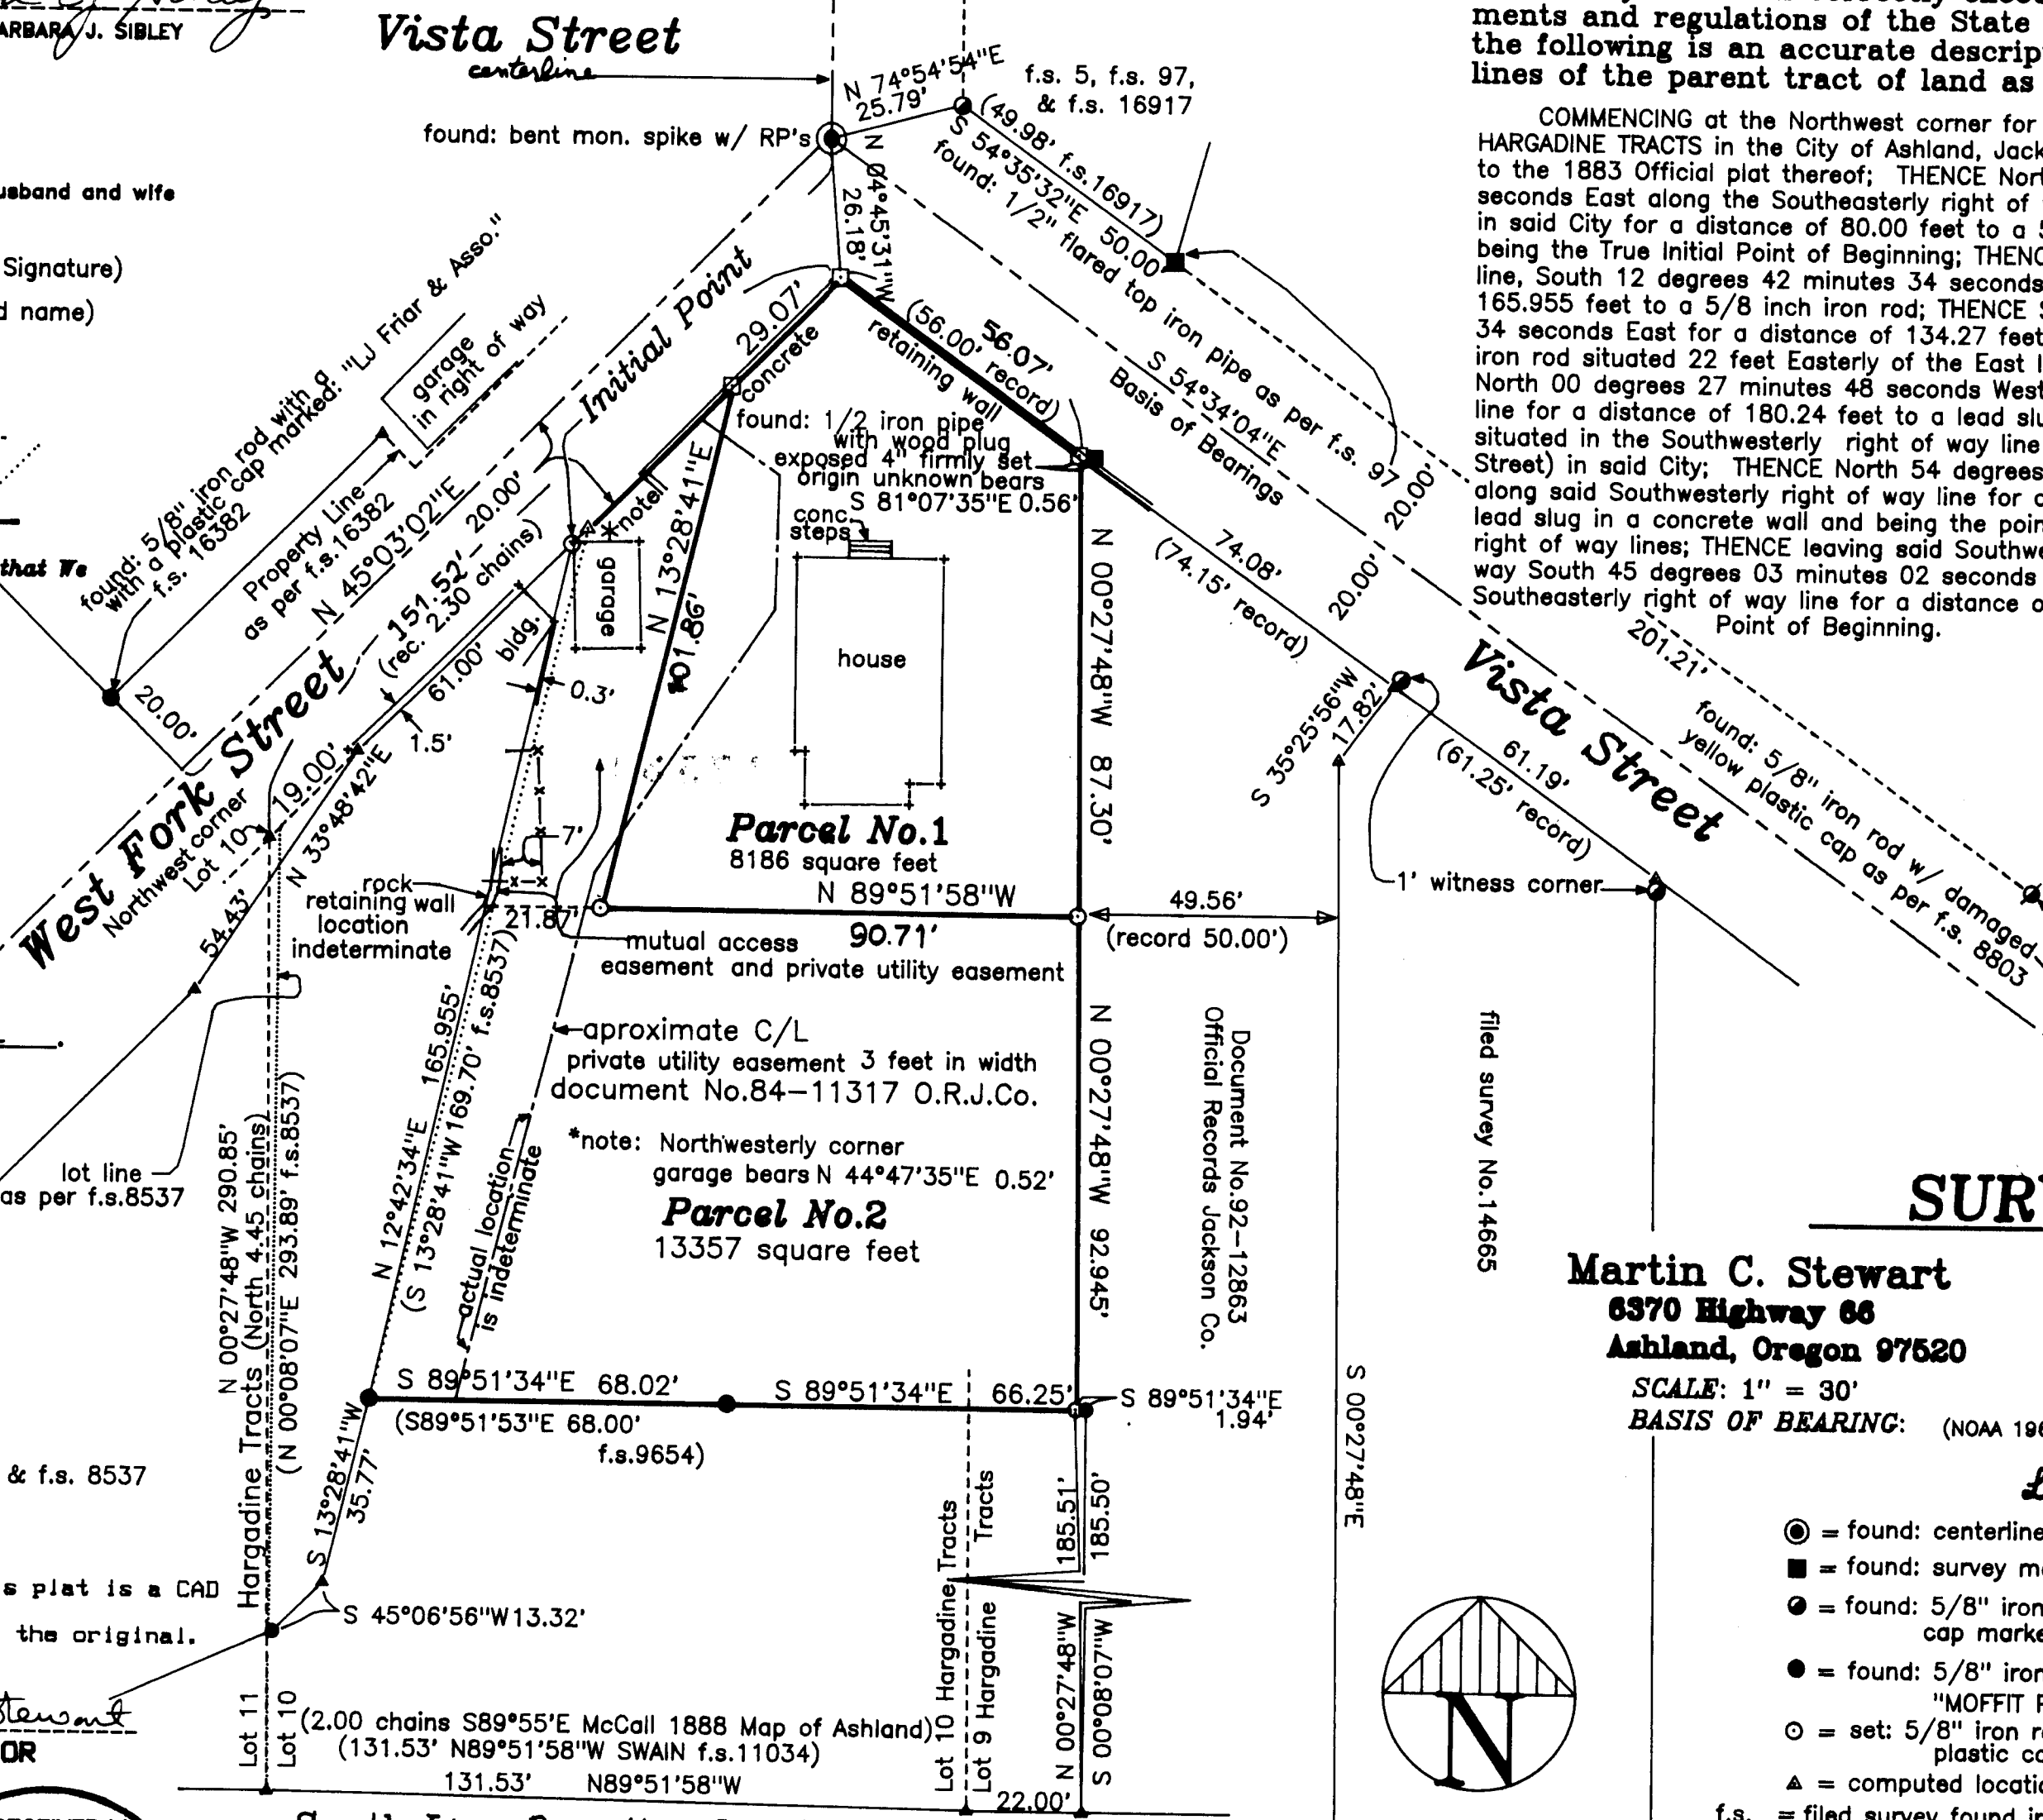 ARBARA J. SIBLEY
Vista Street
centerline
N 74°54'54"E
25.79'
f.s. 5, f.s. 97,
& f.s. 16917
found: bent mon. spike w/ RP's
N 04°45'31"W
26.18'
(49.98' f.s.16917)
S 54°35'32"E 50.00'
found: 1/2" flared top iron pipe as per f.s. 97
ments and regulations of the State
the following is an accurate descrip
lines of the parent tract of land as
COMMENCING at the Northwest corner for
HARGADINE TRACTS in the City of Ashland, Jack
to the 1883 Official plat thereof; THENCE Nort
seconds East along the Southeasterly right of
in said City for a distance of 80.00 feet to a 5
being the True Initial Point of Beginning; THENC
line, South 12 degrees 42 minutes 34 seconds
165.955 feet to a 5/8 inch iron rod; THENCE S
34 seconds East for a distance of 134.27 feet
iron rod situated 22 feet Easterly of the East l
North 00 degrees 27 minutes 48 seconds West
line for a distance of 180.24 feet to a lead slu
situated in the Southwesterly right of way line
Street) in said City; THENCE North 54 degrees
along said Southwesterly right of way line for a
lead slug in a concrete wall and being the poin
right of way lines; THENCE leaving said Southwe
way South 45 degrees 03 minutes 02 seconds
Southeasterly right of way line for a distance o
Point of Beginning.
usband and wife
Signature)
d name)
that We
found: 5/8" iron rod with a
with a plastic cap marked: "LJ Friar & Asso."
f.s. 16382
garage
in right of way
Property Line
as per f.s.16382
N 45°03'02"E
151.52'
20.00'
(rec. 2.30 chains)
61.00'
Initial Point
29.07'
concrete
(56.00' record)
56.07'
retaining wall
S 54°34'04"E
Basis of Bearings
found: 1/2 iron pipe
with wood plug
exposed 4" firmly set
origin unknown bears
S 81°07'35"E 0.56'
*note
conc.
steps
garage
bldg.
N 13°28'41"E
101.86'
house
0.3'
1.5'
20.00'
20.00'
20.00'
74.08'
(74.15' record)
N 00°27'48"W 87.30'
S 35°25'56"W
17.82'
61.19'
(61.25' record)
Vista Street
201.21'
found: 5/8" iron rod w/ damaged
yellow plastic cap as per f.s. 8803
1' witness corner
West Fork Street
19.00'
Northwest corner
Lot 10
N 33°48'42"E
54.43'
7'
rock
retaining wall
location
indeterminate
21.87'
Parcel No.1
8186 square feet
N 89°51'58"W
90.71'
49.56'
(record 50.00')
mutual access
easement and private utility easement
aproximate C/L
private utility easement 3 feet in width
document No.84-11317 O.R.J.Co.
*note: Northwesterly corner
garage bears N 44°47'35"E 0.52'
Parcel No.2
13357 square feet
N 12°42'34"E 165.955'
(S 13°28'41"W 169.70' f.s.8537)
actual location
is indeterminate
N 00°27'48"W 92.945'
Document No.92-12863
Official Records Jackson Co.
filed survey No.14665
lot line
as per f.s.8537
N 00°27'48"W 290.85'
Hargadine Tracts (North 4.45 chains)
(N 00°08'07"E 293.89' f.s.8537)
S 89°51'34"E 68.02'
(S89°51'53"E 68.00'
f.s.9654)
S 89°51'34"E 66.25'
S 89°51'34"E
1.94'
S 00°27'48"E
S 13°28'41"W
35.77'
S 45°06'56"W13.32'
185.51'
185.50'
Lot 10 Hargadine Tracts
Lot 9 Hargadine Tracts
N 00°27'48"W
S 00°08'07"W
Lot 11
Lot 10
(2.00 chains S89°55'E McCall 1888 Map of Ashland)
(131.53' N89°51'58"W SWAIN f.s.11034)
131.53' N89°51'58"W
22.00'
& f.s. 8537
s plat is a CAD
the original.
Stewart
OR
SUR
Martin C. Stewart
6370 Highway 66
Ashland, Oregon 97520
SCALE: 1" = 30'
BASIS OF BEARING: (NOAA 196
N
= found: centerline
= found: survey m
= found: 5/8" iron
cap marke
= found: 5/8" iron
"MOFFIT
= set: 5/8" iron r
plastic c
= computed locati
f.s. = filed survey found i